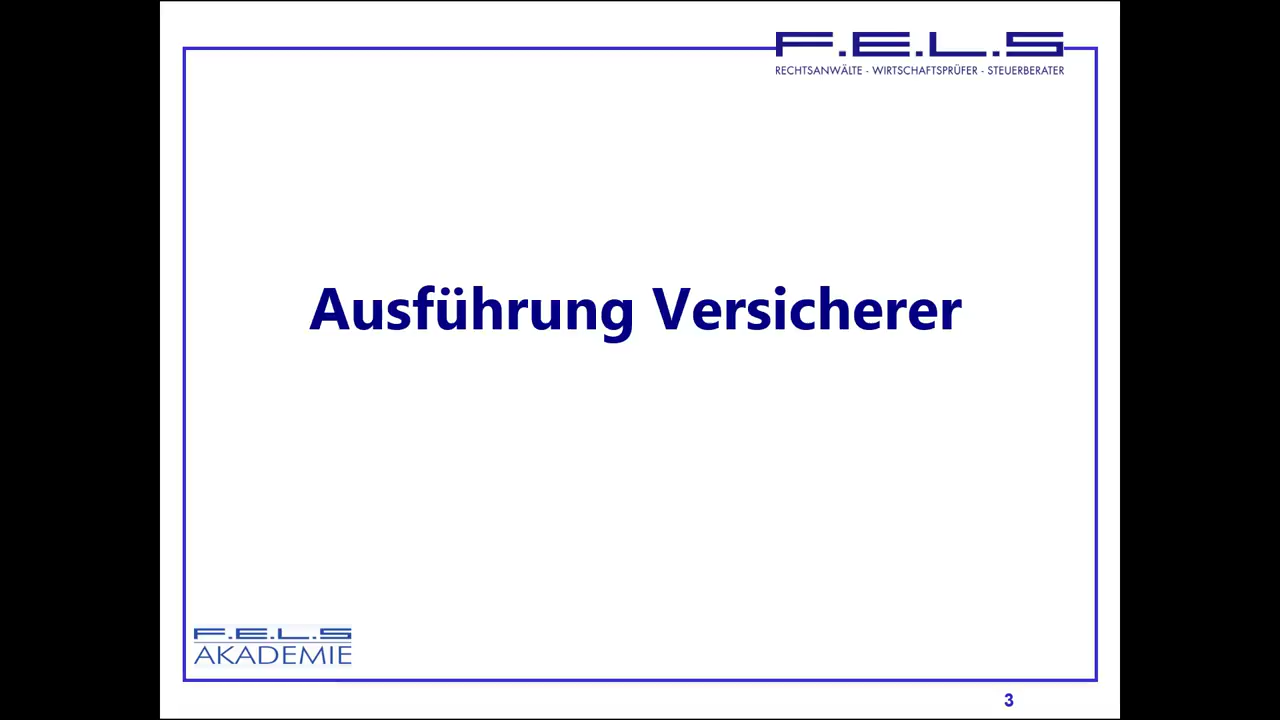 F.E.L.S
RECHTSANWÄLTE - WIRTSCHAFTSPRÜFER - STEUERBERATER
Ausführung Versicherer
F.E.L.S
AKADEMIE
3